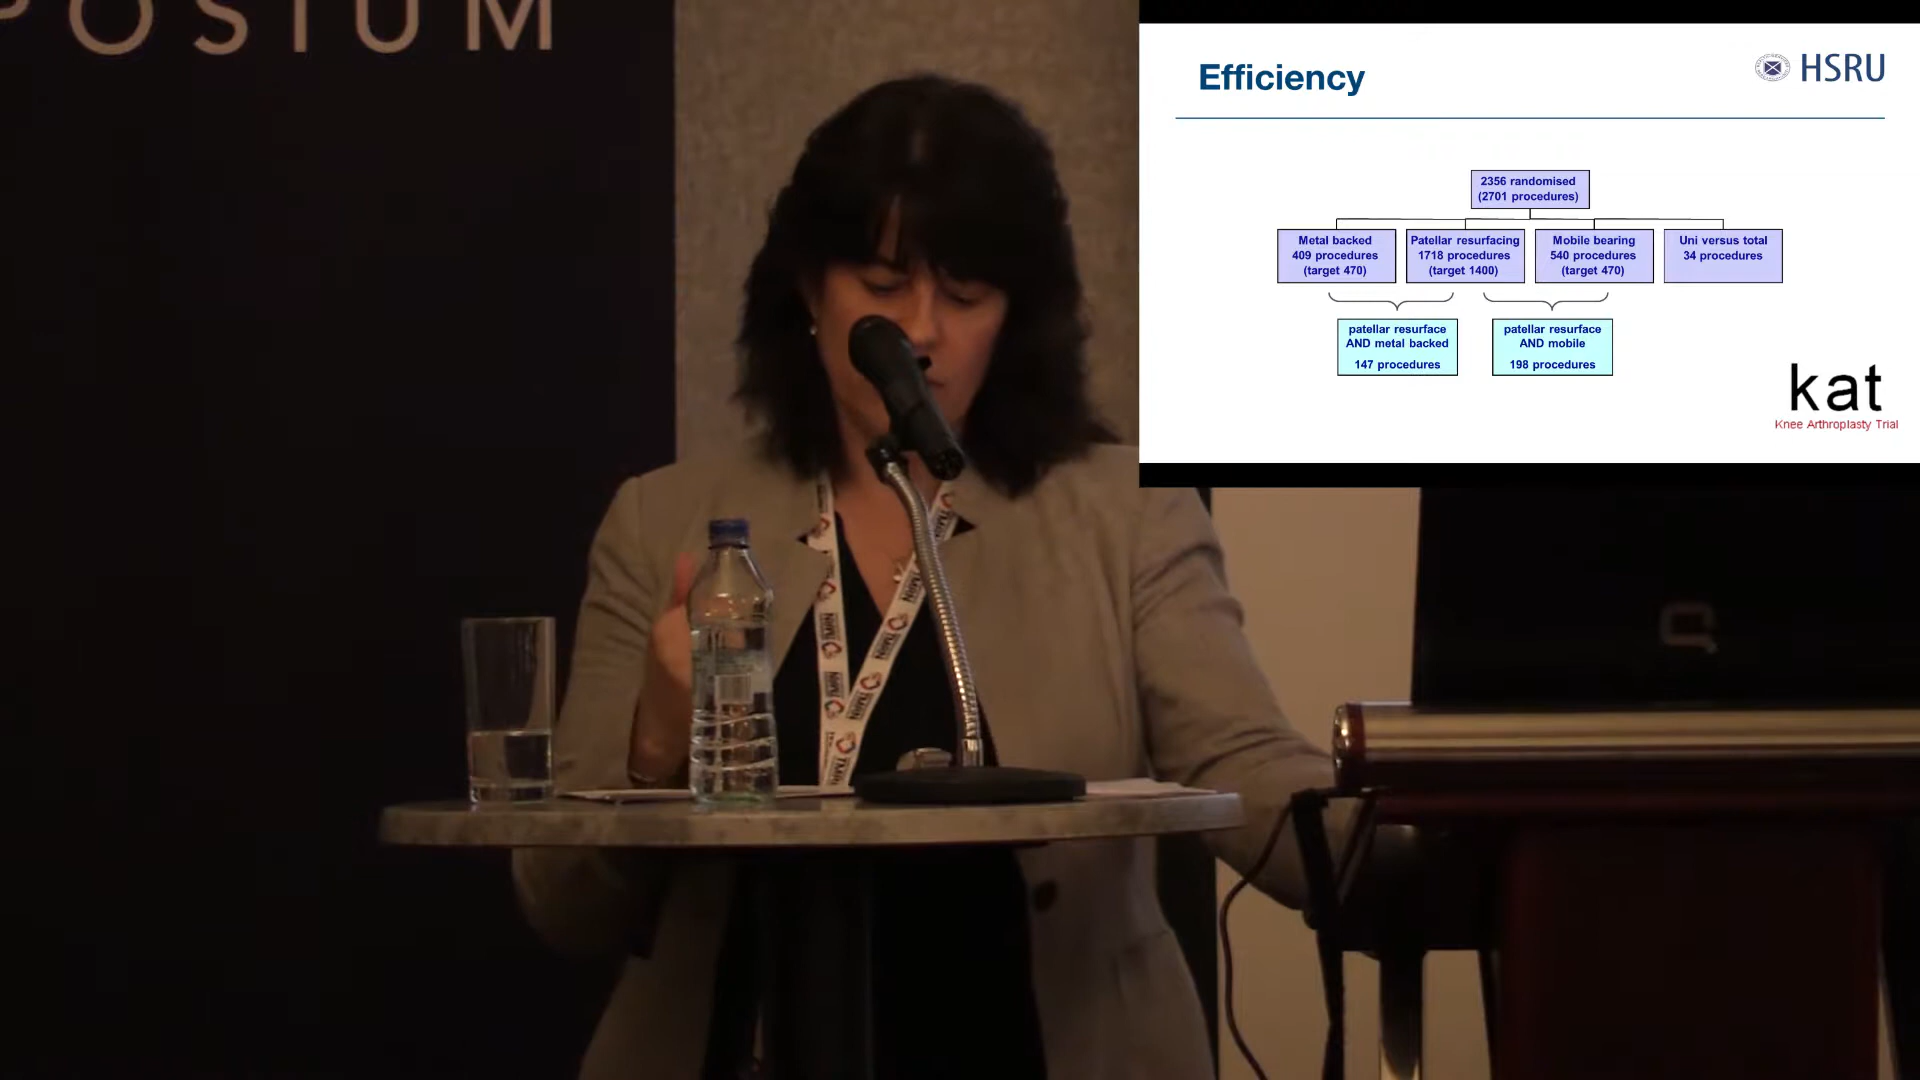 POSIUM
Efficiency
HSRU
2356 randomised
(2701 procedures)
Metal backed
409 procedures
(target 470)
Patellar resurfacing
1718 procedures
(target 1400)
Mobile bearing
540 procedures
(target 470)
Uni versus total
34 procedures
patellar resurface
AND metal backed
147 procedures
patellar resurface
AND mobile
198 procedures
kat
Knee Arthroplasty Trial